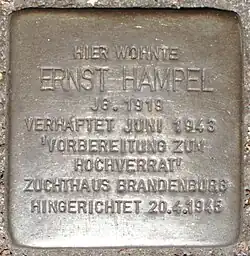 HIER WOHNTE
ERNST HAMPEL
JG. 1919
VERHAFTET JUNI 1943
'VORBEREITUNG ZUM
HOCHVERRAT'
ZUCHTHAUS BRANDENBURG
HINGERICHTET 20.4.1945